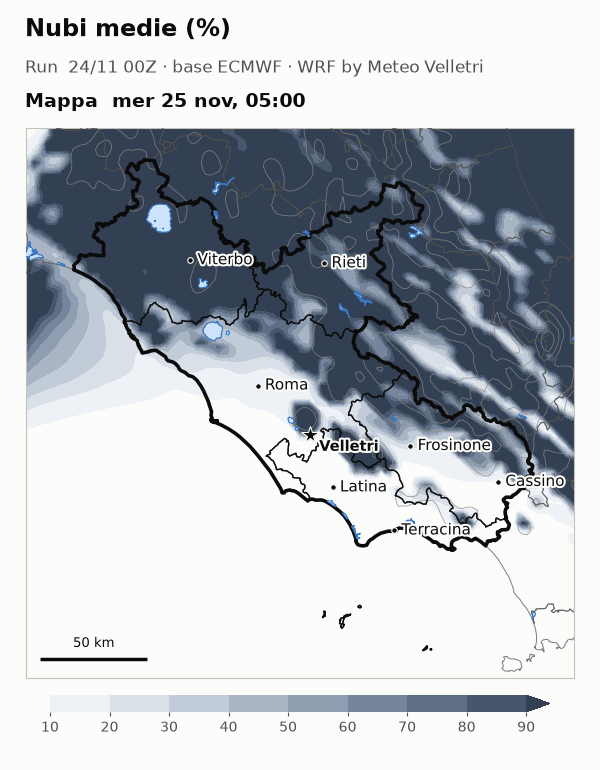 Nubi medie (%)
Run  24/11 00Z · base ECMWF · WRF by Meteo Velletri
Mappa  mer 25 nov, 05:00
Viterbo
Rieti
Roma
Velletri
Frosinone
Cassino
Latina
Terracina
50 km
10 20 30 40 50 60 70 80 90